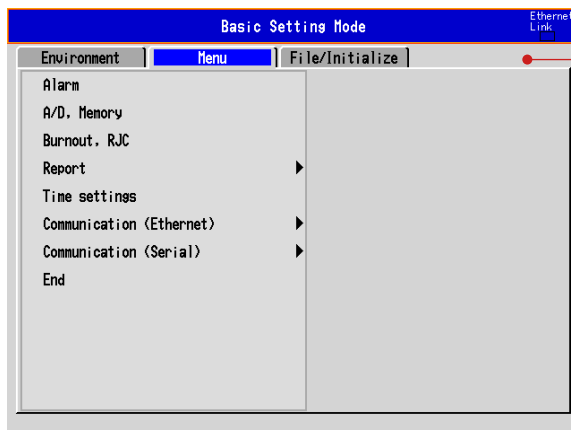 Basic Setting Mode
Ethernet
Link
Environment Menu File/Initialize
Alarm
A/D, Memory
Burnout, RJC
Report
Time settings
Communication (Ethernet)
Communication (Serial)
End